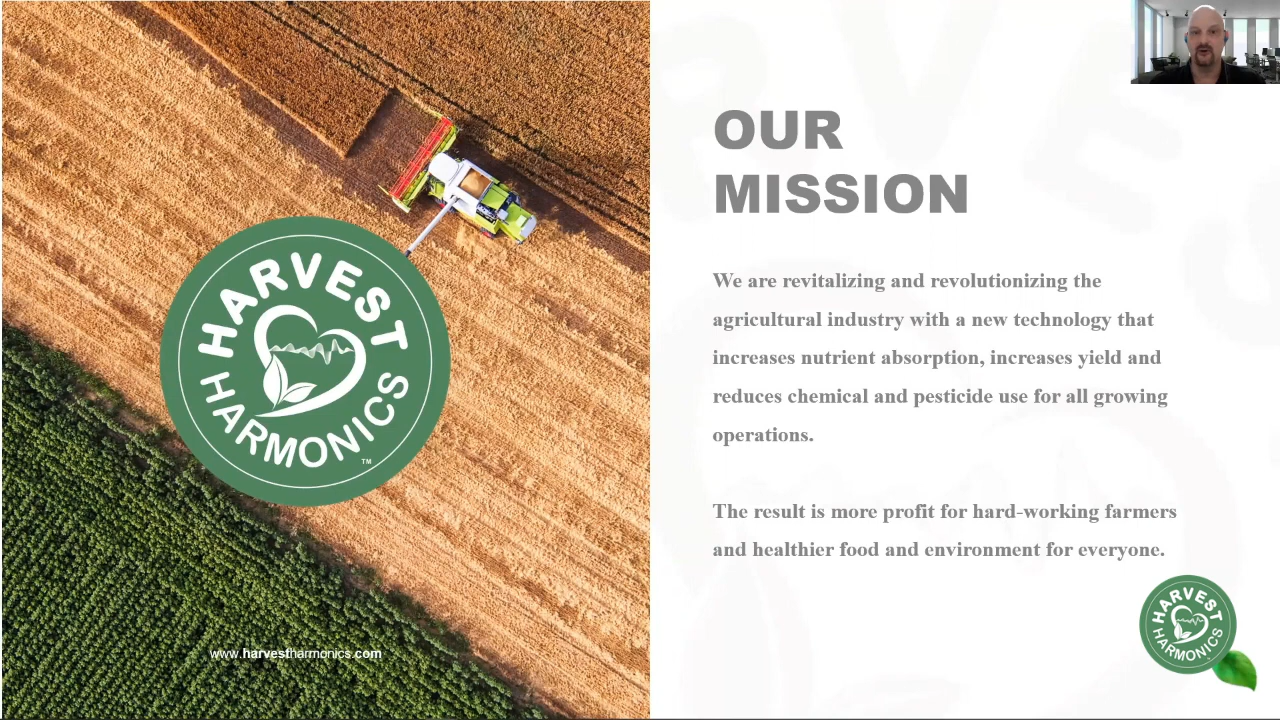 HARVEST
HARMONICS
TM
www.harvestharmonics.com
OUR
MISSION
We are revitalizing and revolutionizing the
agricultural industry with a new technology that
increases nutrient absorption, increases yield and
reduces chemical and pesticide use for all growing
operations.
The result is more profit for hard-working farmers
and healthier food and environment for everyone.
HARVEST
HARMONICS